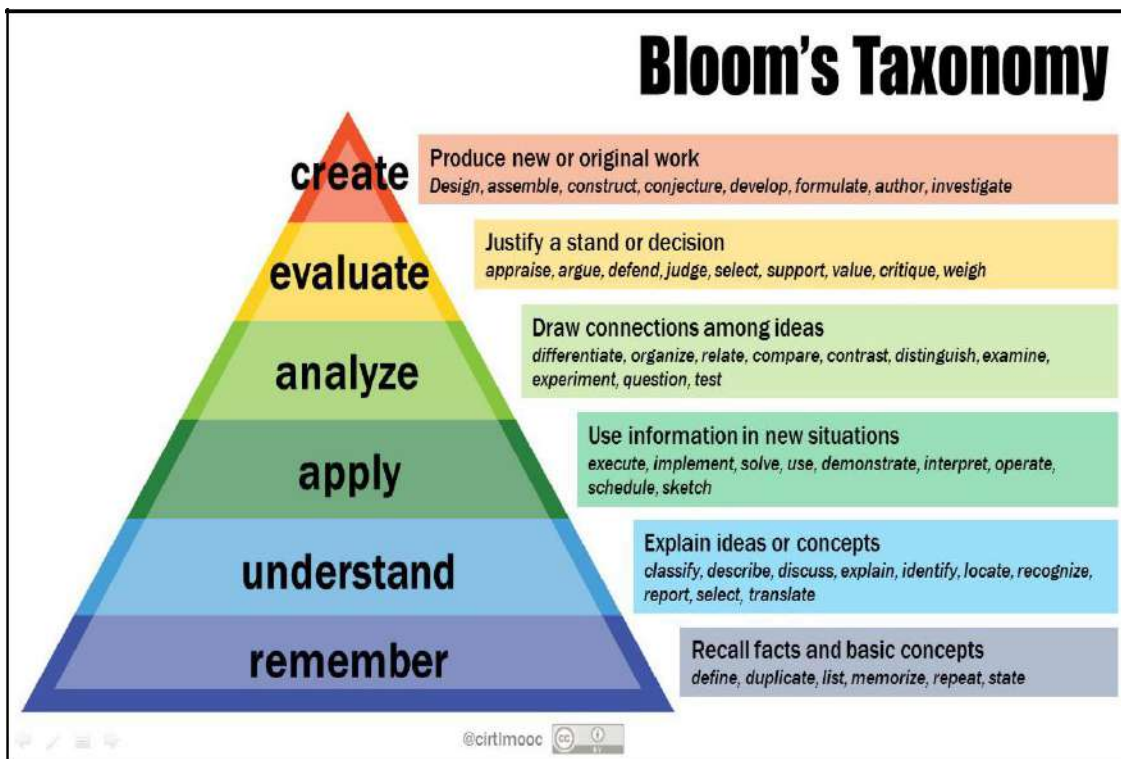 Bloom's Taxonomy
create
Produce new or original work
Design, assemble, construct, conjecture, develop, formulate, author, investigate
evaluate
Justify a stand or decision
appraise, argue, defend, judge, select, support, value, critique, weigh
analyze
Draw connections among ideas
differentiate, organize, relate, compare, contrast, distinguish, examine,
experiment, question, test
apply
Use information in new situations
execute, implement, solve, use, demonstrate, interpret, operate,
schedule, sketch
understand
Explain ideas or concepts
classify, describe, discuss, explain, identify, locate, recognize,
report, select, translate
remember
Recall facts and basic concepts
define, duplicate, list, memorize, repeat, state
@cirtlmooc
cc